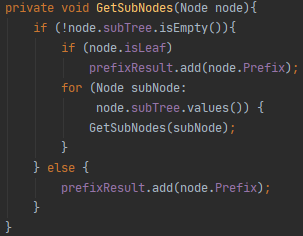 private void GetSubNodes(Node node){
    if (!node.subTree.isEmpty()){
        if (node.isLeaf)
            prefixResult.add(node.Prefix);
        for (Node subNode:
             node.subTree.values()) {
            GetSubNodes(subNode);
        }
    } else {
        prefixResult.add(node.Prefix);
    }
}